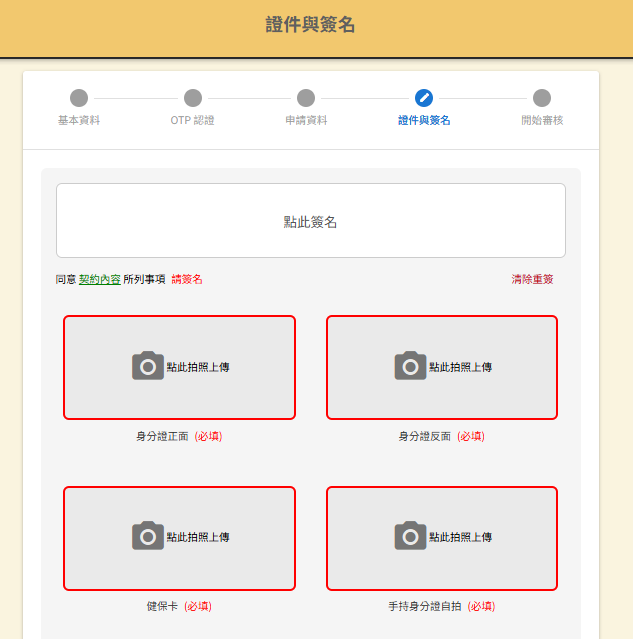 證件與簽名
基本資料 OTP 認證 申請資料 證件與簽名 開始審核
點此簽名
同意 契約內容 所列事項 請簽名 清除重簽
點此拍照上傳 點此拍照上傳
身分證正面 (必填) 身分證反面 (必填)
點此拍照上傳 點此拍照上傳
健保卡 (必填) 手持身分證自拍 (必填)